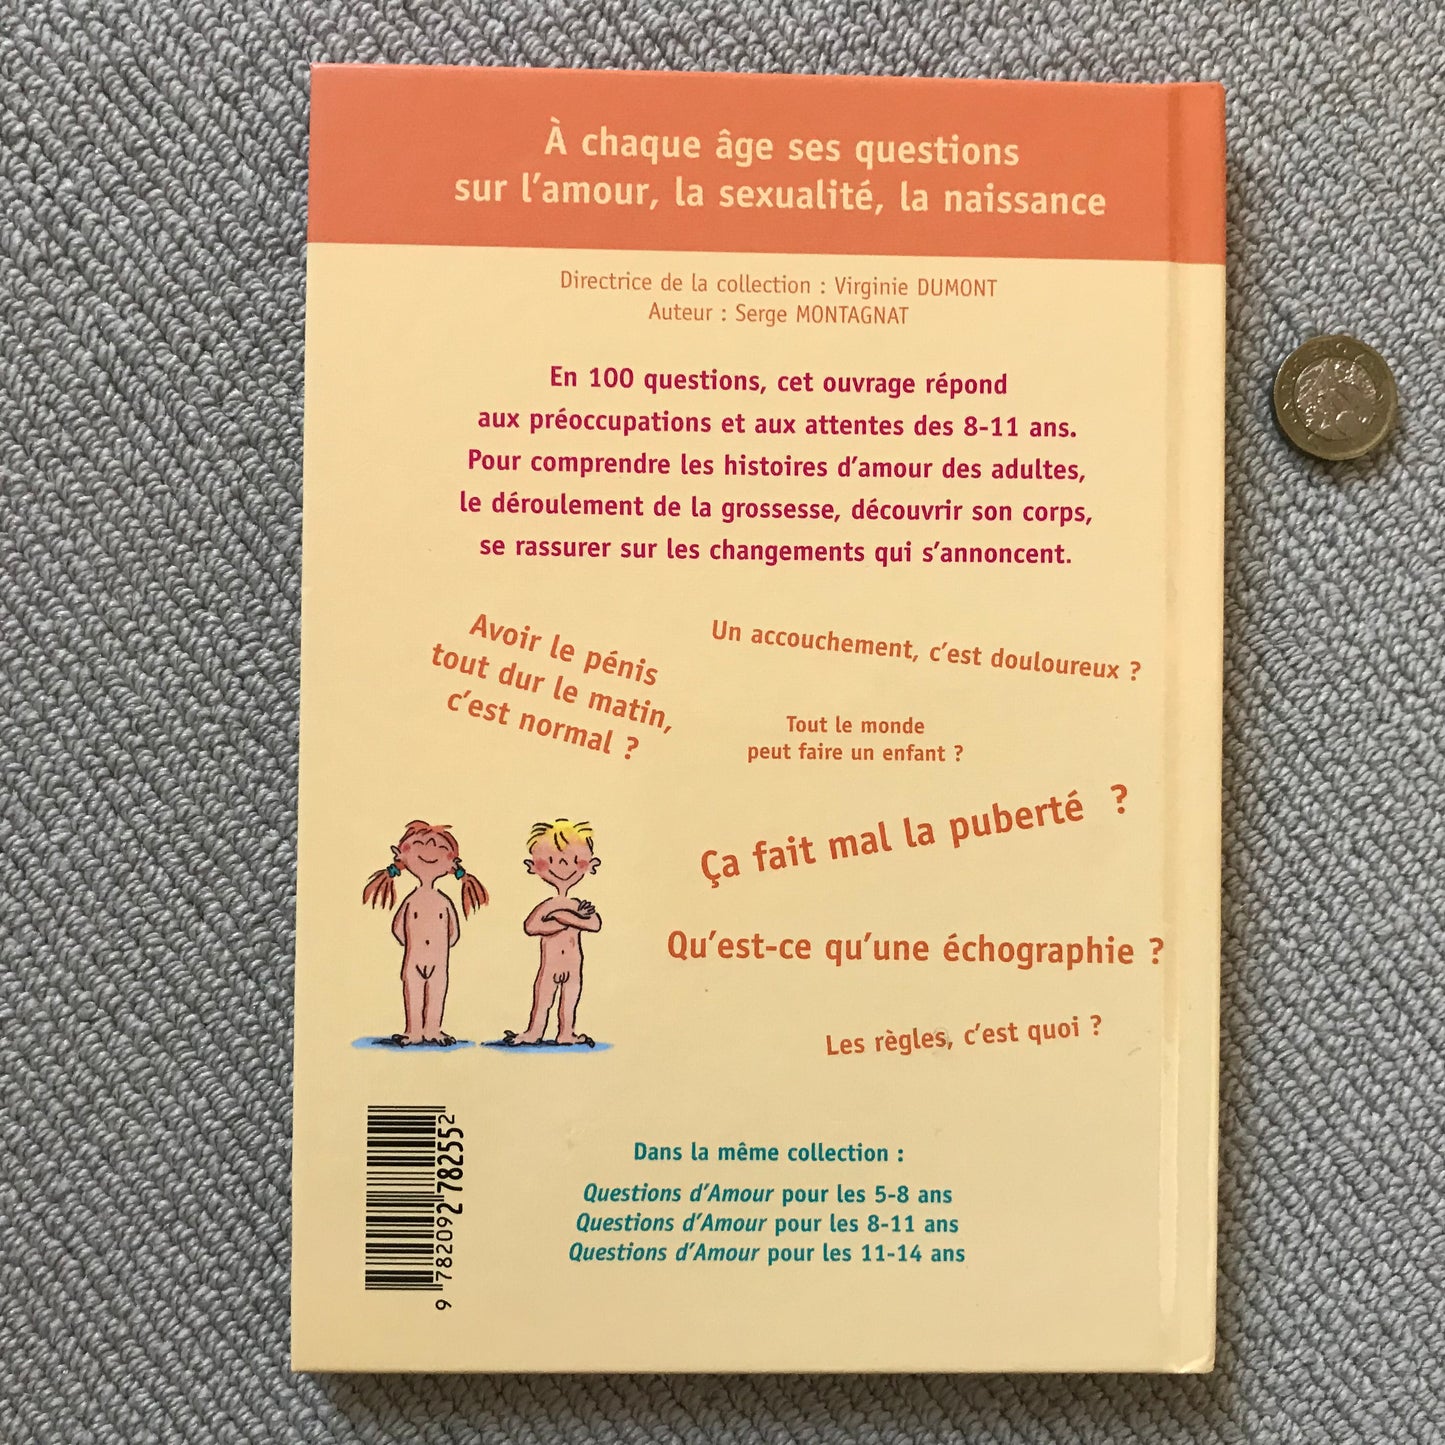 À chaque âge ses questions
sur l'amour, la sexualité, la naissance
Directrice de la collection : Virginie DUMONT
Auteur : Serge MONTAGNAT
En 100 questions, cet ouvrage répond
aux préoccupations et aux attentes des 8-11 ans.
Pour comprendre les histoires d'amour des adultes,
le déroulement de la grossesse, découvrir son corps,
se rassurer sur les changements qui s'annoncent.
Avoir le pénis
tout dur le matin,
c'est normal ?
Un accouchement, c'est douloureux ?
Tout le monde
peut faire un enfant ?
Ça fait mal la puberté ?
Qu'est-ce qu'une échographie ?
Les règles, c'est quoi ?
9 782092 782552
Dans la même collection :
Questions d'Amour pour les 5-8 ans
Questions d'Amour pour les 8-11 ans
Questions d'Amour pour les 11-14 ans